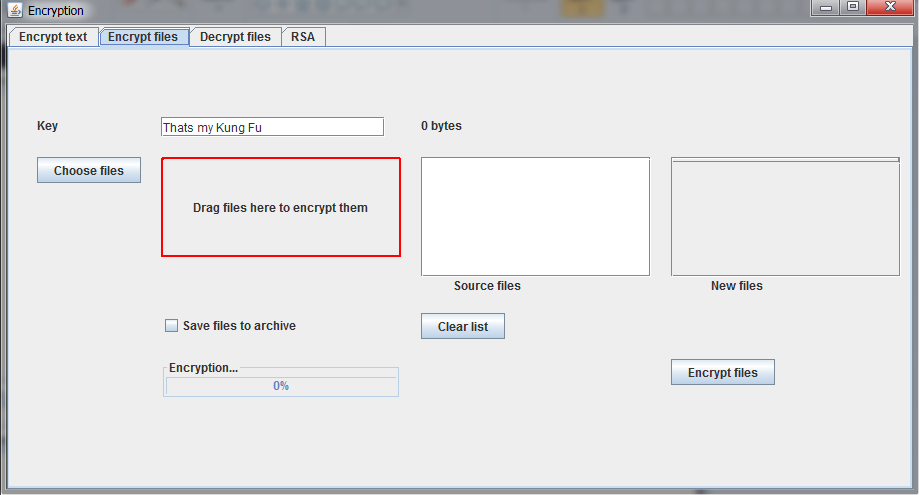 Encryption
Encrypt text
Encrypt files
Decrypt files
RSA
Key
Thats my Kung Fu
0 bytes
Choose files
Drag files here to encrypt them
Source files
New files
Save files to archive
Clear list
Encryption...
0%
Encrypt files